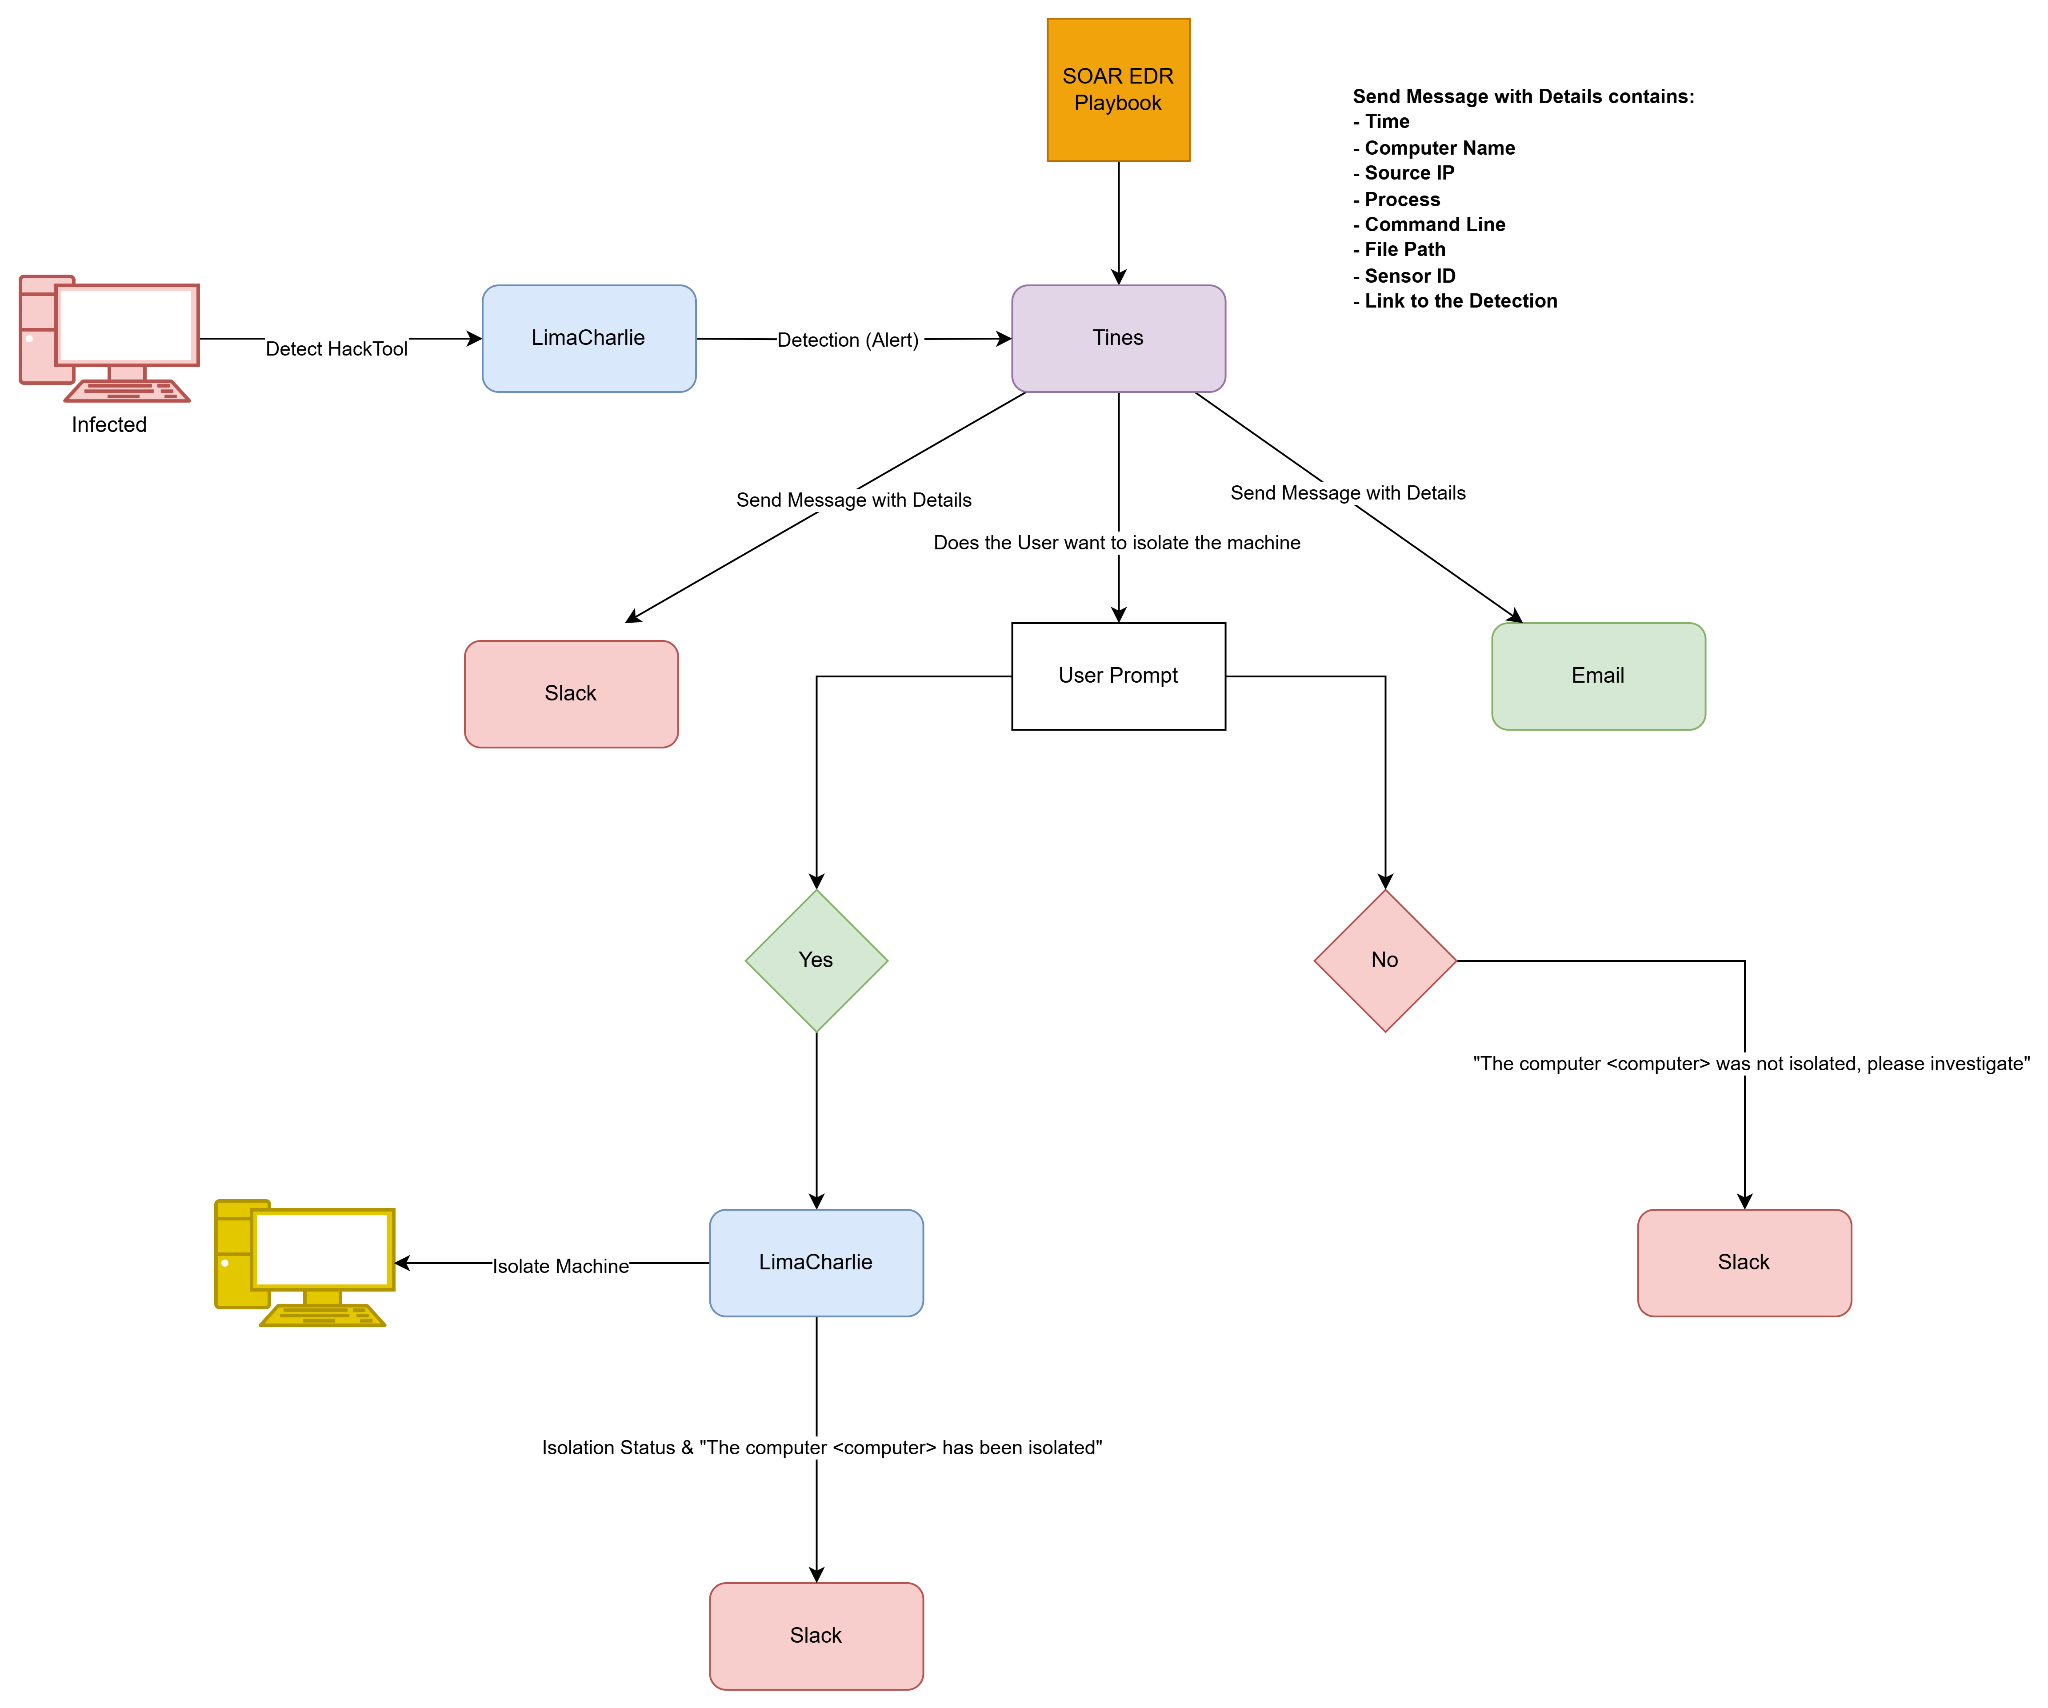 SOAR EDR
Playbook
Send Message with Details contains:
- Time
- Computer Name
- Source IP
- Process
- Command Line
- File Path
- Sensor ID
- Link to the Detection
Detect HackTool
LimaCharlie
Detection (Alert)
Tines
Infected
Send Message with Details
Send Message with Details
Does the User want to isolate the machine
Slack
User Prompt
Email
Yes
No
"The computer <computer> was not isolated, please investigate"
Isolate Machine
LimaCharlie
Slack
Isolation Status & "The computer <computer> has been isolated"
Slack